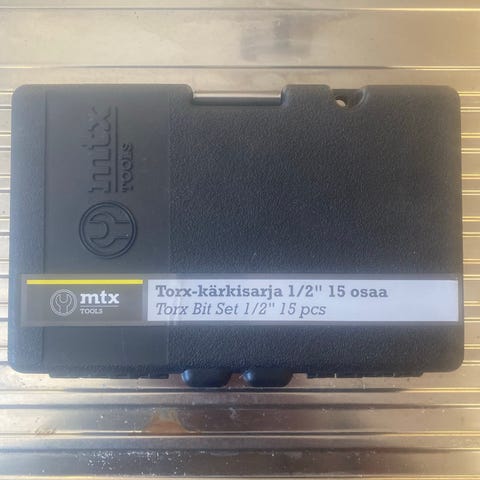 mtx
TOOLS
mtx
TOOLS
Torx-kärkisarja 1/2" 15 osaa
Torx Bit Set 1/2" 15 pcs